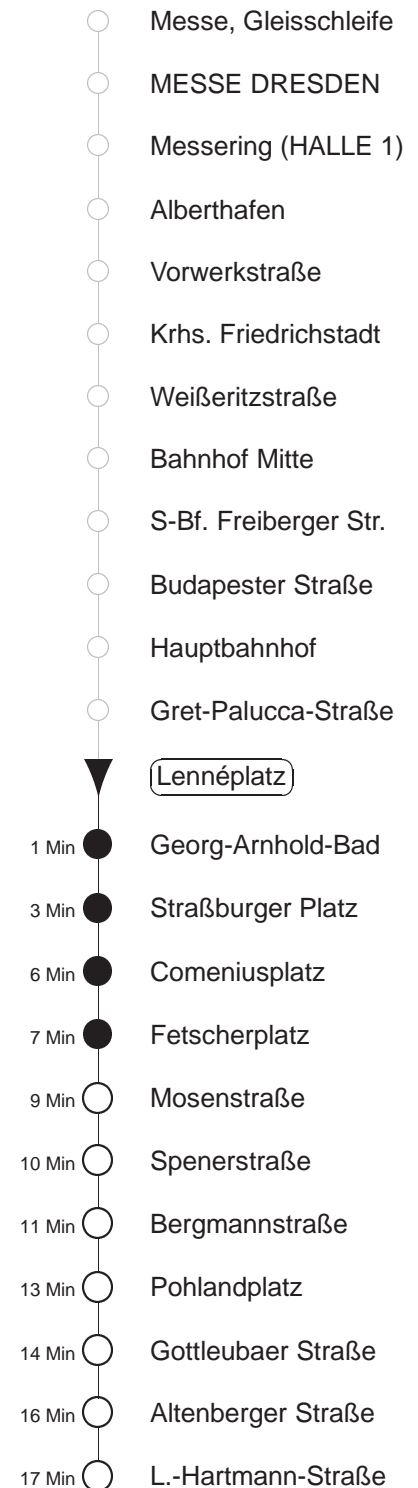 Messe, Gleisschleife
MESSE DRESDEN
Messering (HALLE 1)
Alberthafen
Vorwerkstraße
Krhs. Friedrichstadt
Weißeritzstraße
Bahnhof Mitte
S-Bf. Freiberger Str.
Budapester Straße
Hauptbahnhof
Gret-Palucca-Straße
Lennéplatz
1 Min Georg-Arnhold-Bad
3 Min Straßburger Platz
6 Min Comeniusplatz
7 Min Fetscherplatz
9 Min Mosenstraße
10 Min Spenerstraße
11 Min Bergmannstraße
13 Min Pohlandplatz
14 Min Gottleubaer Straße
16 Min Altenberger Straße
17 Min L.-Hartmann-Straße